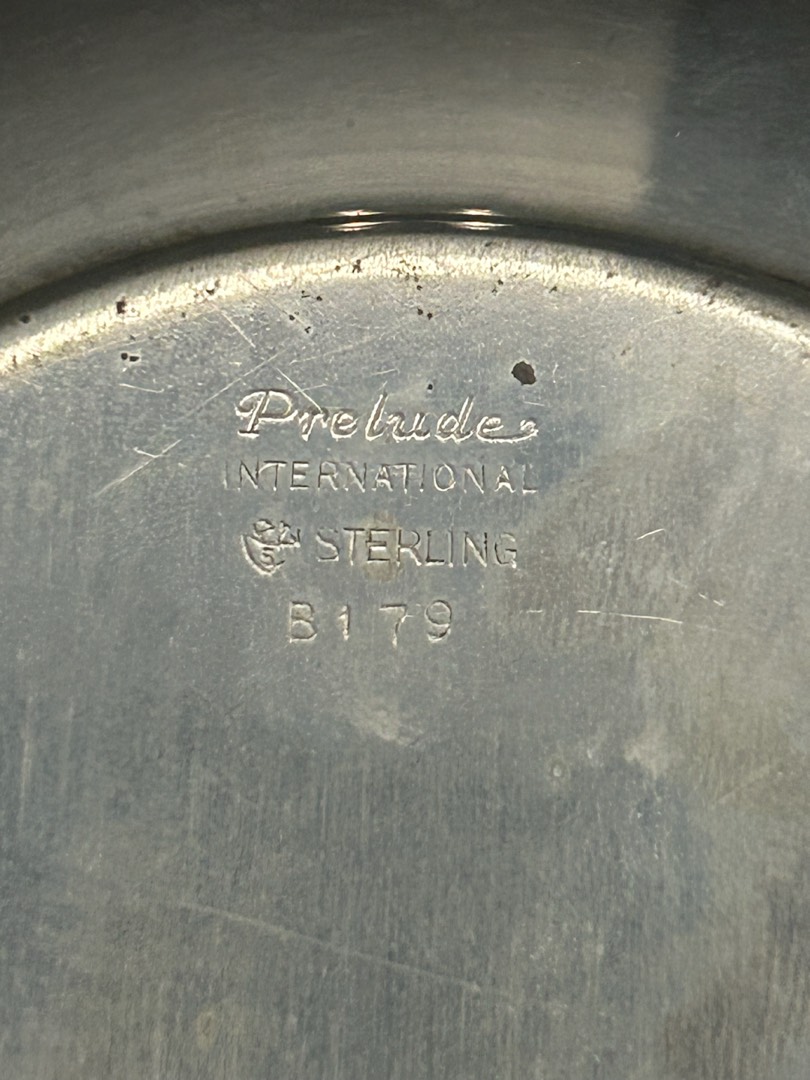 Prelude
INTERNATIONAL
S STERLING
B179